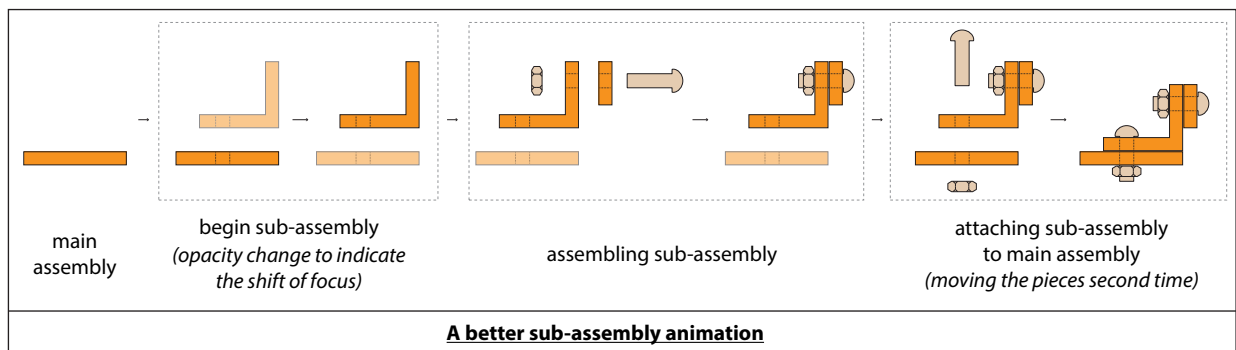 main
assembly
begin sub-assembly
(opacity change to indicate
the shift of focus)
assembling sub-assembly
attaching sub-assembly
to main assembly
(moving the pieces second time)
A better sub-assembly animation